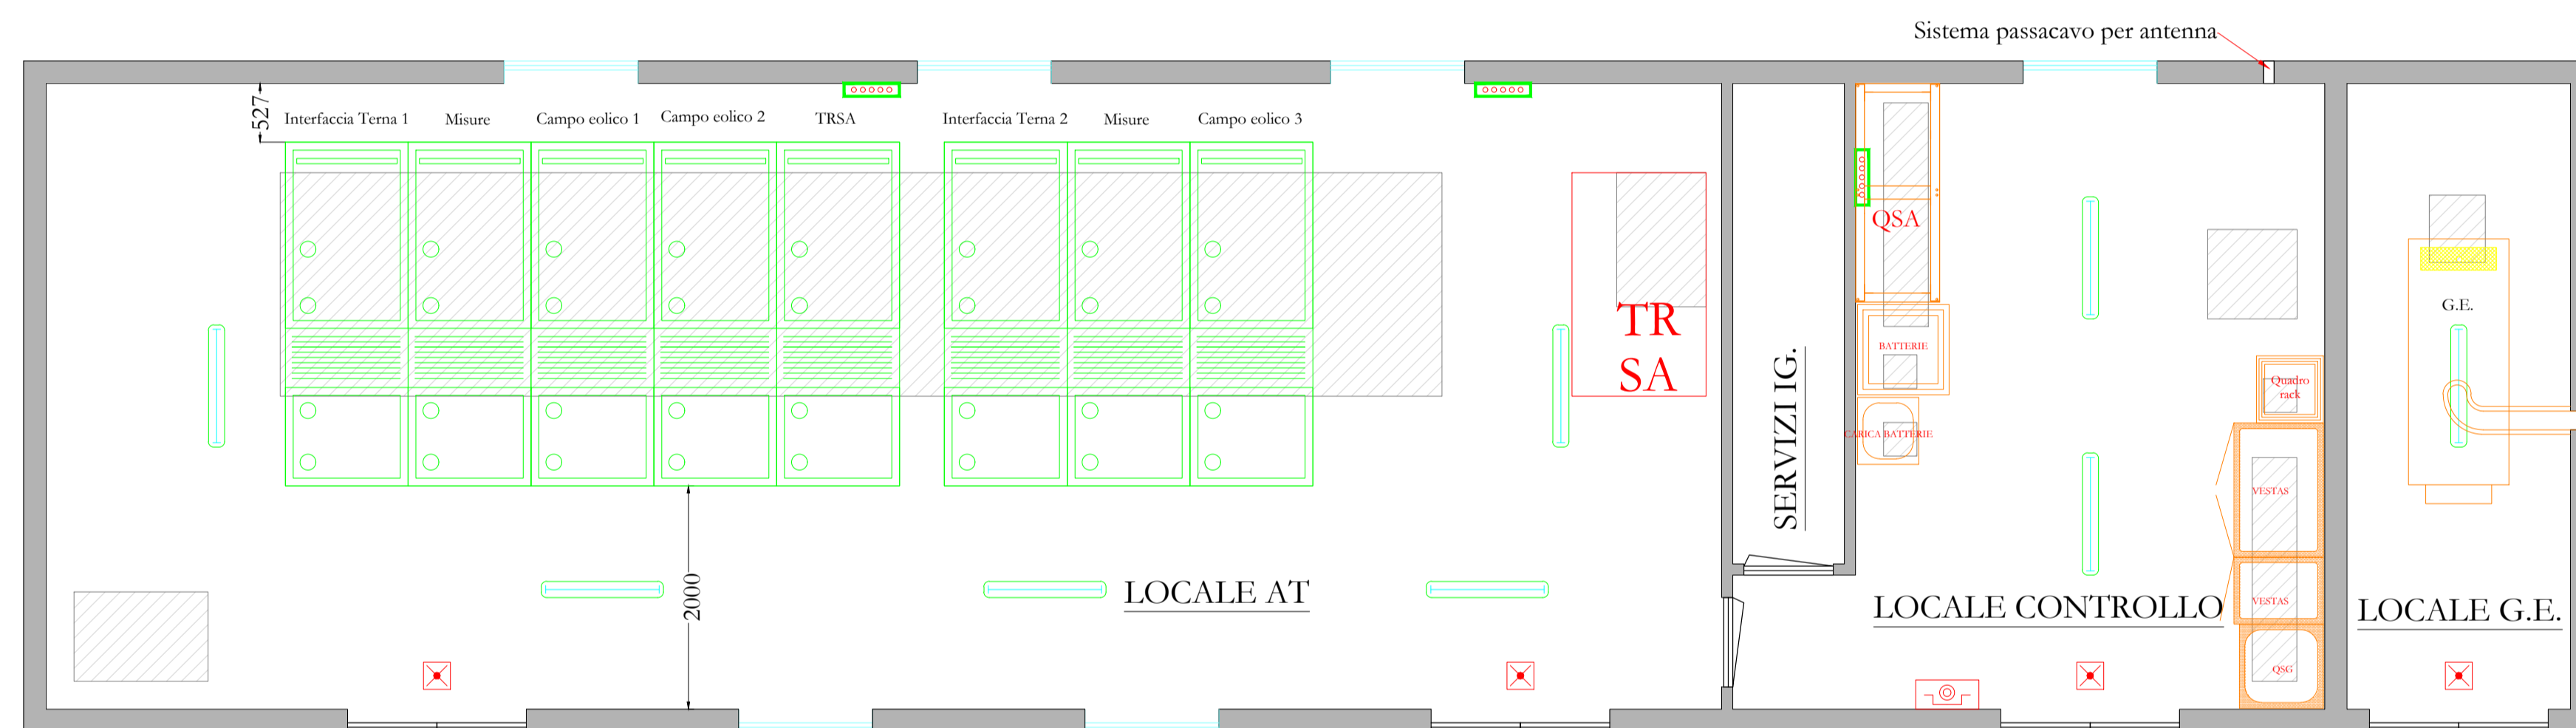 Sistema passacavo per antenna
527
Interfaccia Terna 1
Misure
Campo eolico 1
Campo eolico 2
TRSA
Interfaccia Terna 2
Misure
Campo eolico 3
QSA
TR
SA
G.E.
BATTERIE
Quadro
rack
CARICA BATTERIE
SERVIZI IG.
VESTAS
2000
LOCALE AT
VESTAS
LOCALE CONTROLLO
LOCALE G.E.
QSG